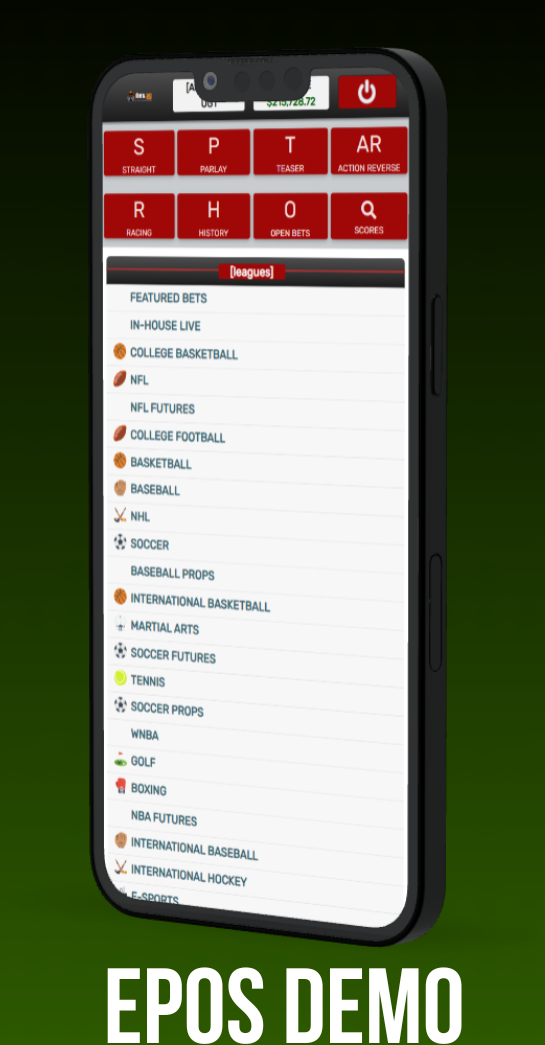 $215,728.72
S
STRAIGHT
P
PARLAY
T
TEASER
AR
ACTION REVERSE
R
RACING
H
HISTORY
O
OPEN BETS
SCORES
[leagues]
FEATURED BETS
IN-HOUSE LIVE
COLLEGE BASKETBALL
NFL
NFL FUTURES
COLLEGE FOOTBALL
BASKETBALL
BASEBALL
NHL
SOCCER
BASEBALL PROPS
INTERNATIONAL BASKETBALL
MARTIAL ARTS
SOCCER FUTURES
TENNIS
SOCCER PROPS
WNBA
GOLF
BOXING
NBA FUTURES
INTERNATIONAL BASEBALL
INTERNATIONAL HOCKEY
E-SPORTS
EPOS DEMO